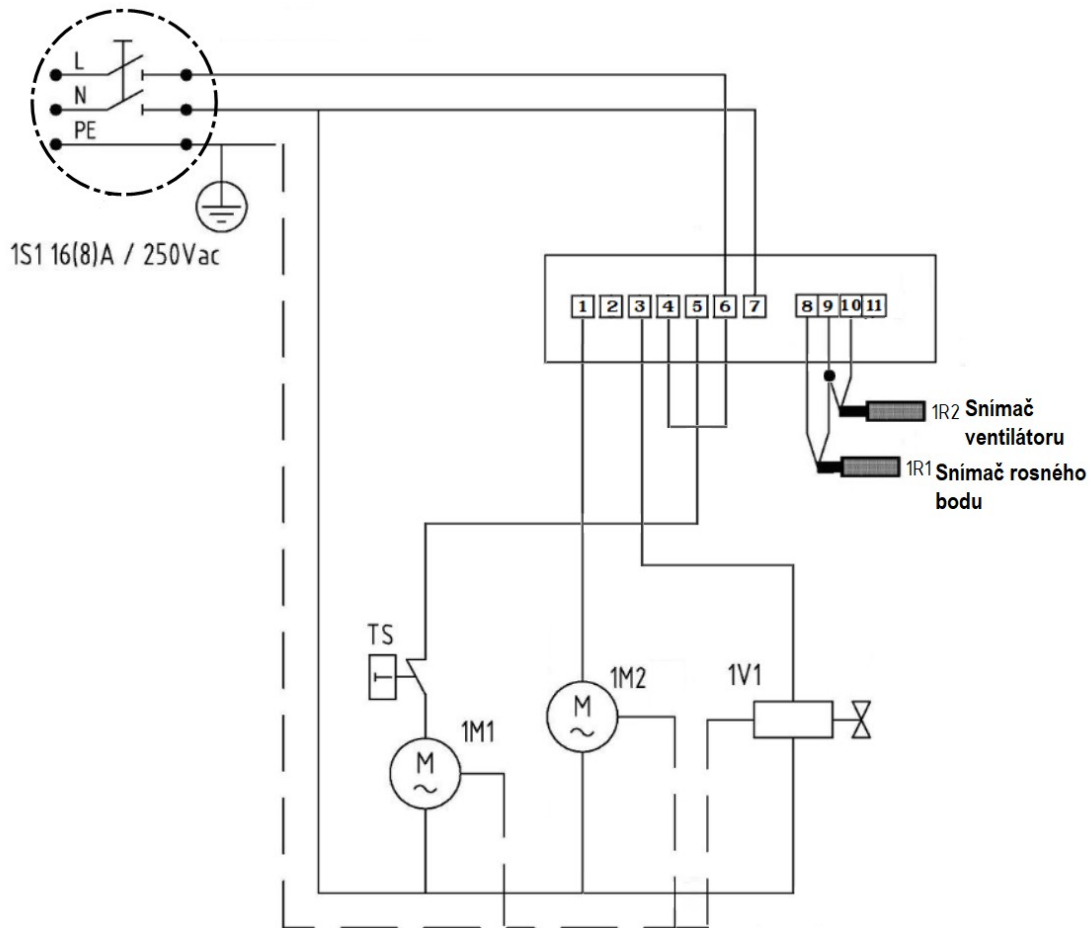 L
N
PE
1S1 16(8)A / 250Vac
1 2 3 4 5 6 7 8 9 10 11
1R2 Snímač
ventilátoru
1R1 Snímač rosného
bodu
TS
1M1
M
1M2
M
1V1